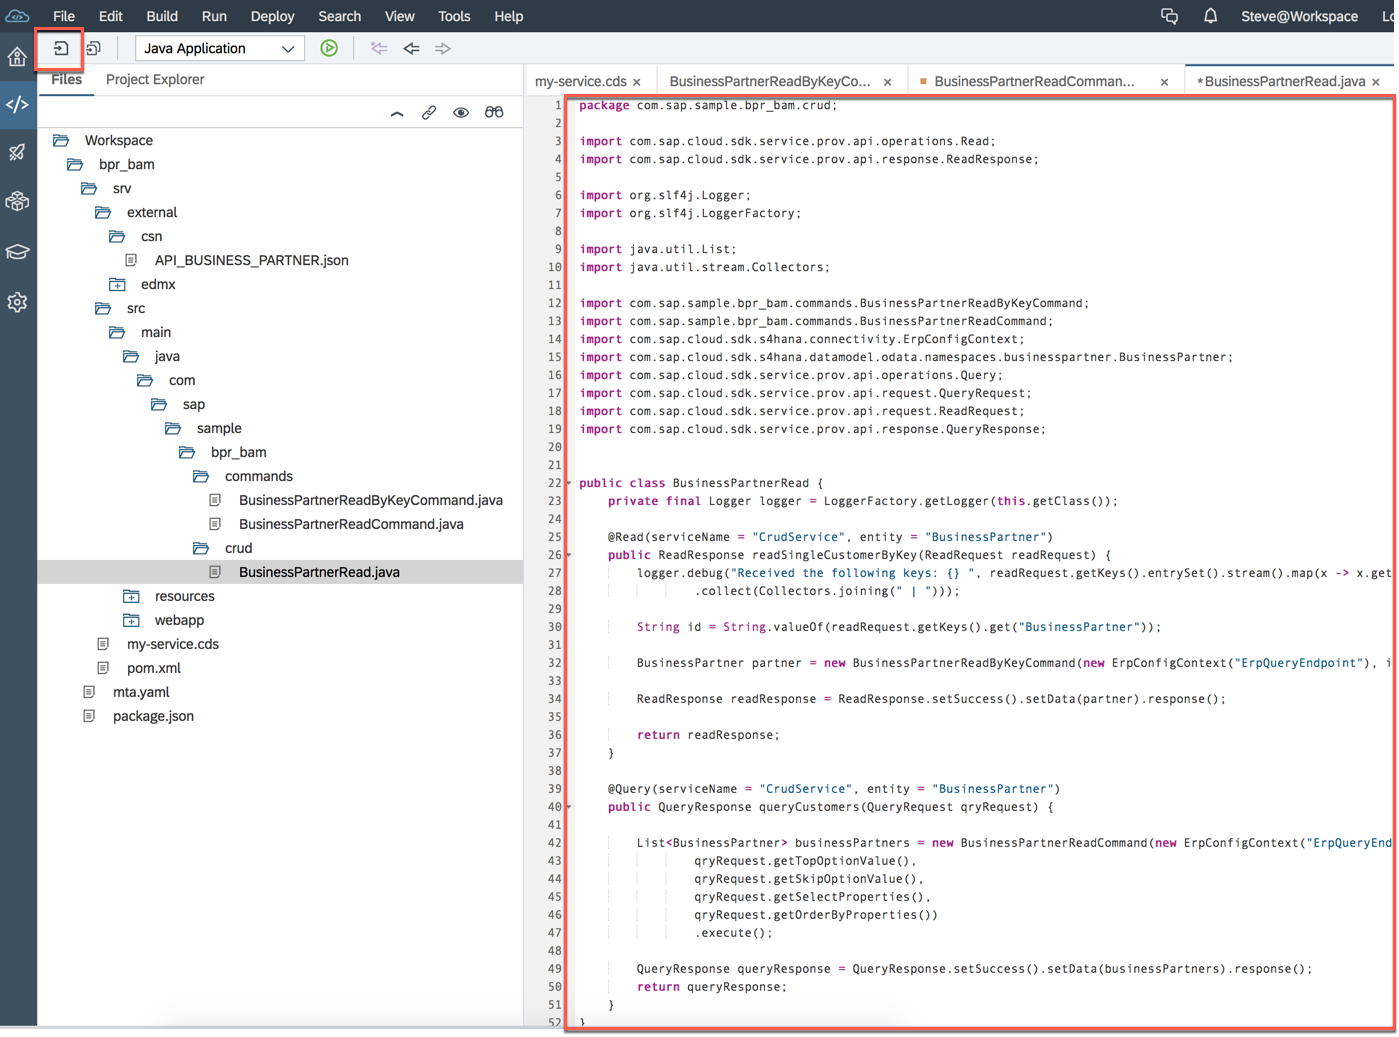 File Edit Build Run Deploy Search View Tools Help Steve@Workspace
Java Application
Files Project Explorer
my-service.cds × BusinessPartnerReadByKeyCo... × BusinessPartnerReadComman... × *BusinessPartnerRead.java ×
Workspace
bpr_bam
srv
external
csn
API_BUSINESS_PARTNER.json
edmx
src
main
java
com
sap
sample
bpr_bam
commands
BusinessPartnerReadByKeyCommand.java
BusinessPartnerReadCommand.java
crud
BusinessPartnerRead.java
resources
webapp
my-service.cds
pom.xml
mta.yaml
package.json
1 package com.sap.sample.bpr_bam.crud;
2
3 import com.sap.cloud.sdk.service.prov.api.operations.Read;
4 import com.sap.cloud.sdk.service.prov.api.response.ReadResponse;
5
6 import org.slf4j.Logger;
7 import org.slf4j.LoggerFactory;
8
9 import java.util.List;
10 import java.util.stream.Collectors;
11
12 import com.sap.sample.bpr_bam.commands.BusinessPartnerReadByKeyCommand;
13 import com.sap.sample.bpr_bam.commands.BusinessPartnerReadCommand;
14 import com.sap.cloud.sdk.s4hana.connectivity.ErpConfigContext;
15 import com.sap.cloud.sdk.s4hana.datamodel.odata.namespaces.businesspartner.BusinessPartner;
16 import com.sap.cloud.sdk.service.prov.api.operations.Query;
17 import com.sap.cloud.sdk.service.prov.api.request.QueryRequest;
18 import com.sap.cloud.sdk.service.prov.api.request.ReadRequest;
19 import com.sap.cloud.sdk.service.prov.api.response.QueryResponse;
20
21
22 public class BusinessPartnerRead {
23 private final Logger logger = LoggerFactory.getLogger(this.getClass());
24
25 @Read(serviceName = "CrudService", entity = "BusinessPartner")
26 public ReadResponse readSingleCustomerByKey(ReadRequest readRequest) {
27 logger.debug("Received the following keys: {} ", readRequest.getKeys().entrySet().stream().map(x -> x.get
28 .collect(Collectors.joining(" | ")));
29
30 String id = String.valueOf(readRequest.getKeys().get("BusinessPartner"));
31
32 BusinessPartner partner = new BusinessPartnerReadByKeyCommand(new ErpConfigContext("ErpQueryEndpoint"), i
33
34 ReadResponse readResponse = ReadResponse.setSuccess().setData(partner).response();
35
36 return readResponse;
37 }
38
39 @Query(serviceName = "CrudService", entity = "BusinessPartner")
40 public QueryResponse queryCustomers(QueryRequest qryRequest) {
41
42 List<BusinessPartner> businessPartners = new BusinessPartnerReadCommand(new ErpConfigContext("ErpQueryEnd
43 qryRequest.getTopOptionValue(),
44 qryRequest.getSkipOptionValue(),
45 qryRequest.getSelectProperties(),
46 qryRequest.getOrderByProperties())
47 .execute();
48
49 QueryResponse queryResponse = QueryResponse.setSuccess().setData(businessPartners).response();
50 return queryResponse;
51 }
52 }